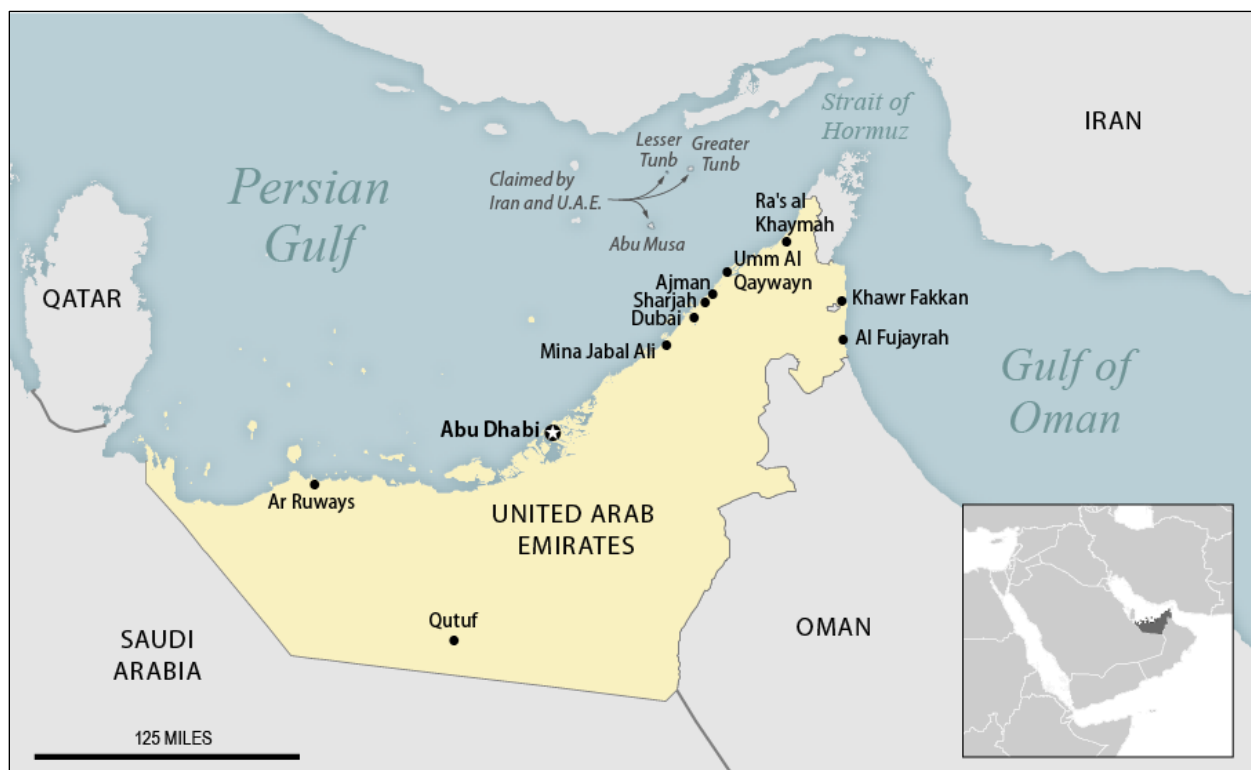 Strait of
Hormuz
IRAN
Persian
Gulf
Lesser
Tunb
Greater
Tunb
Claimed by
Iran and U.A.E.
Abu Musa
Ra's al
Khaymah
Umm Al
Qaywayn
Ajman
Sharjah
Dubai
Mina Jabal Ali
Khawr Fakkan
Al Fujayrah
QATAR
Gulf of
Oman
Abu Dhabi
Ar Ruways
UNITED ARAB
EMIRATES
Qutuf
SAUDI
ARABIA
OMAN
125 MILES